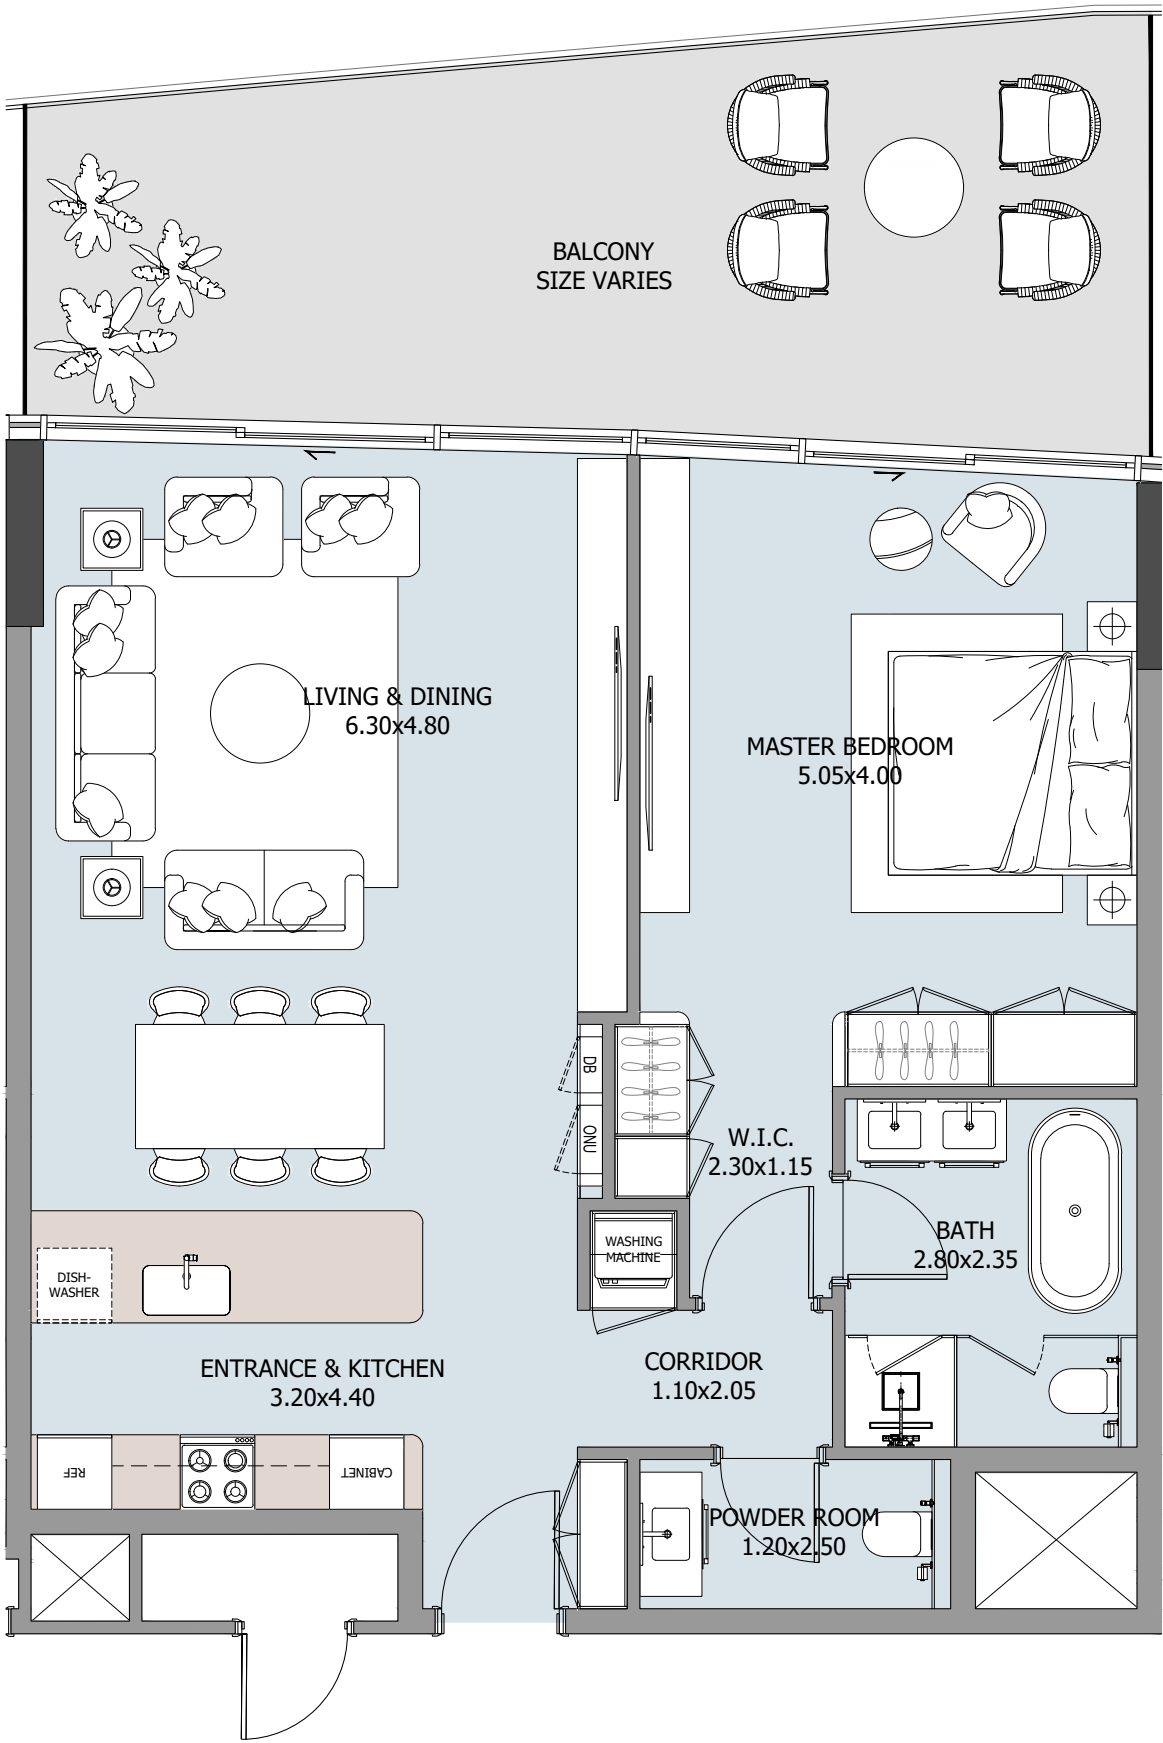 BALCONY
SIZE VARIES
LIVING & DINING
6.30x4.80
MASTER BEDROOM
5.05x4.00
DB
ONU
W.I.C.
2.30x1.15
WASHING
MACHINE
BATH
2.80x2.35
DISH-
WASHER
ENTRANCE & KITCHEN
3.20x4.40
CORRIDOR
1.10x2.05
REF
CABINET
POWDER ROOM
1.20x2.50